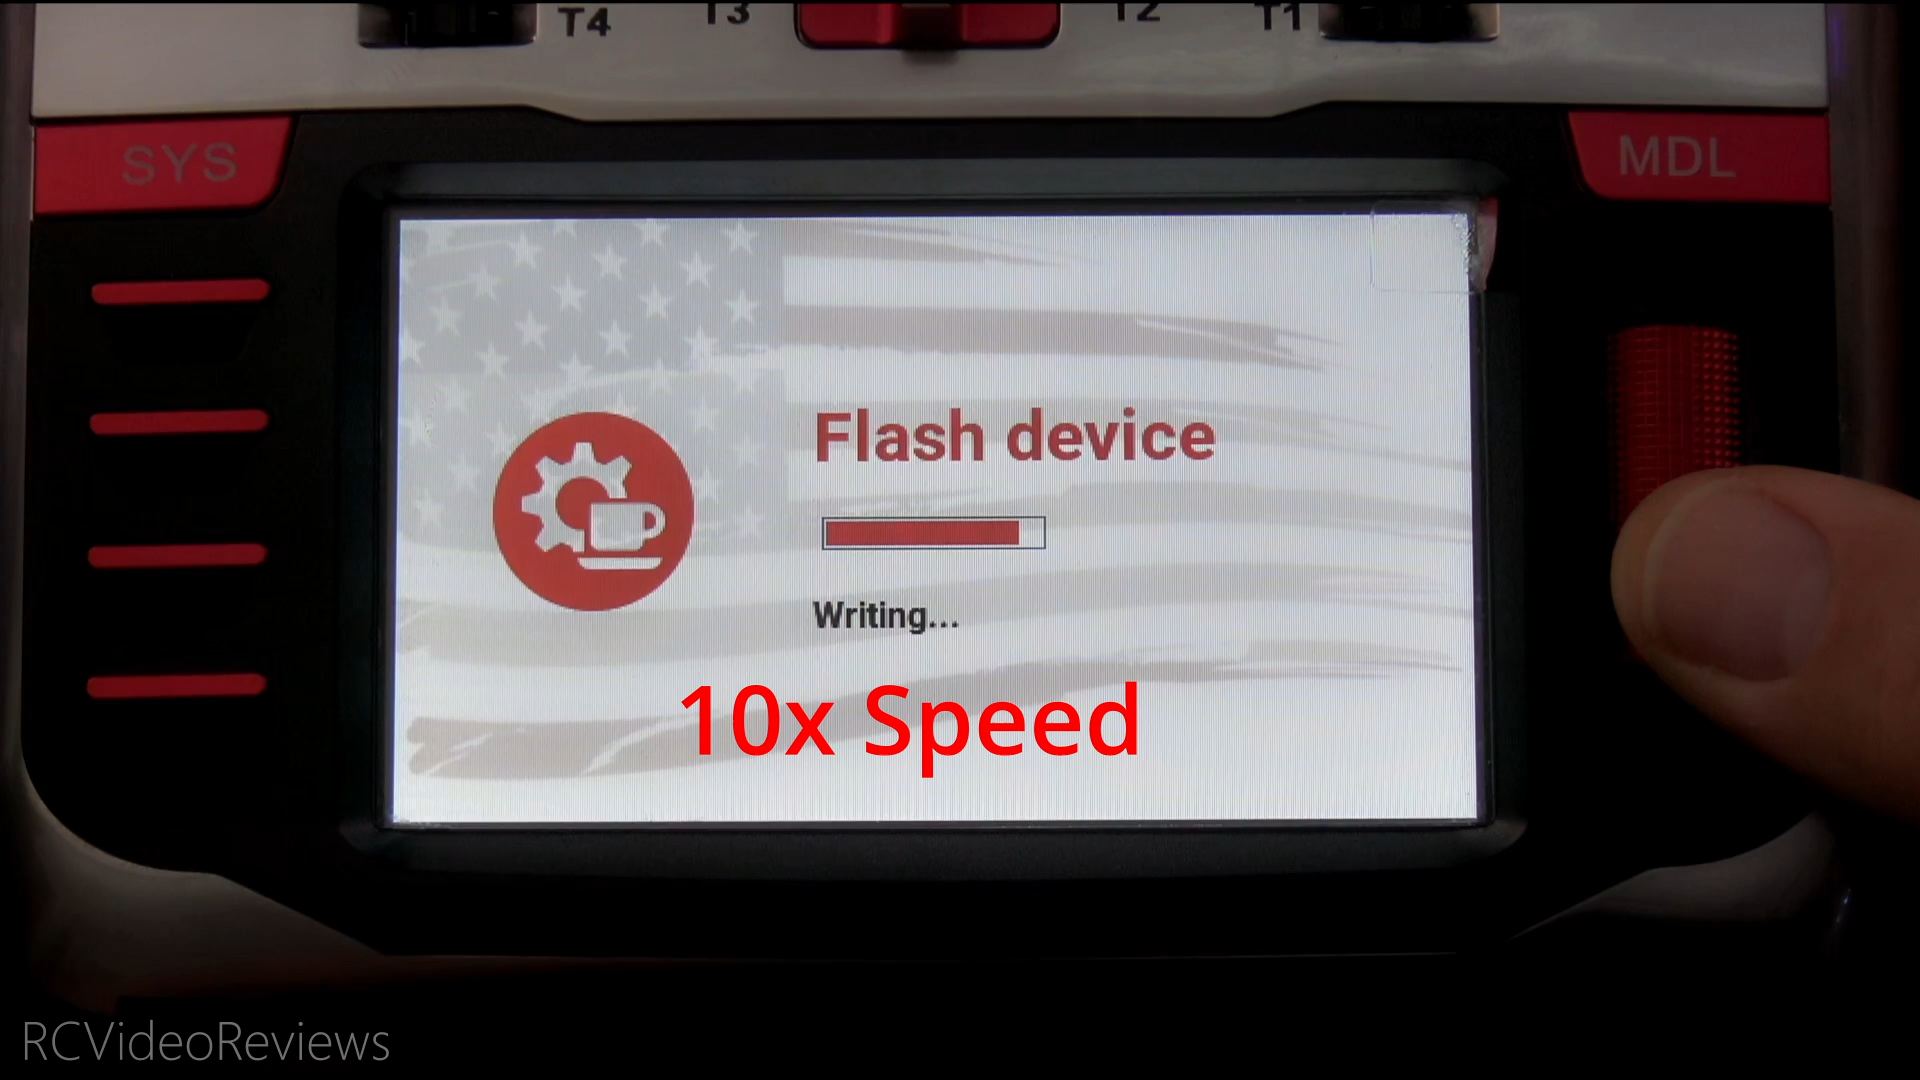 T4 T3 T2 T1
SYS
MDL
Flash device
Writing...
10x Speed
RCVideoReviews